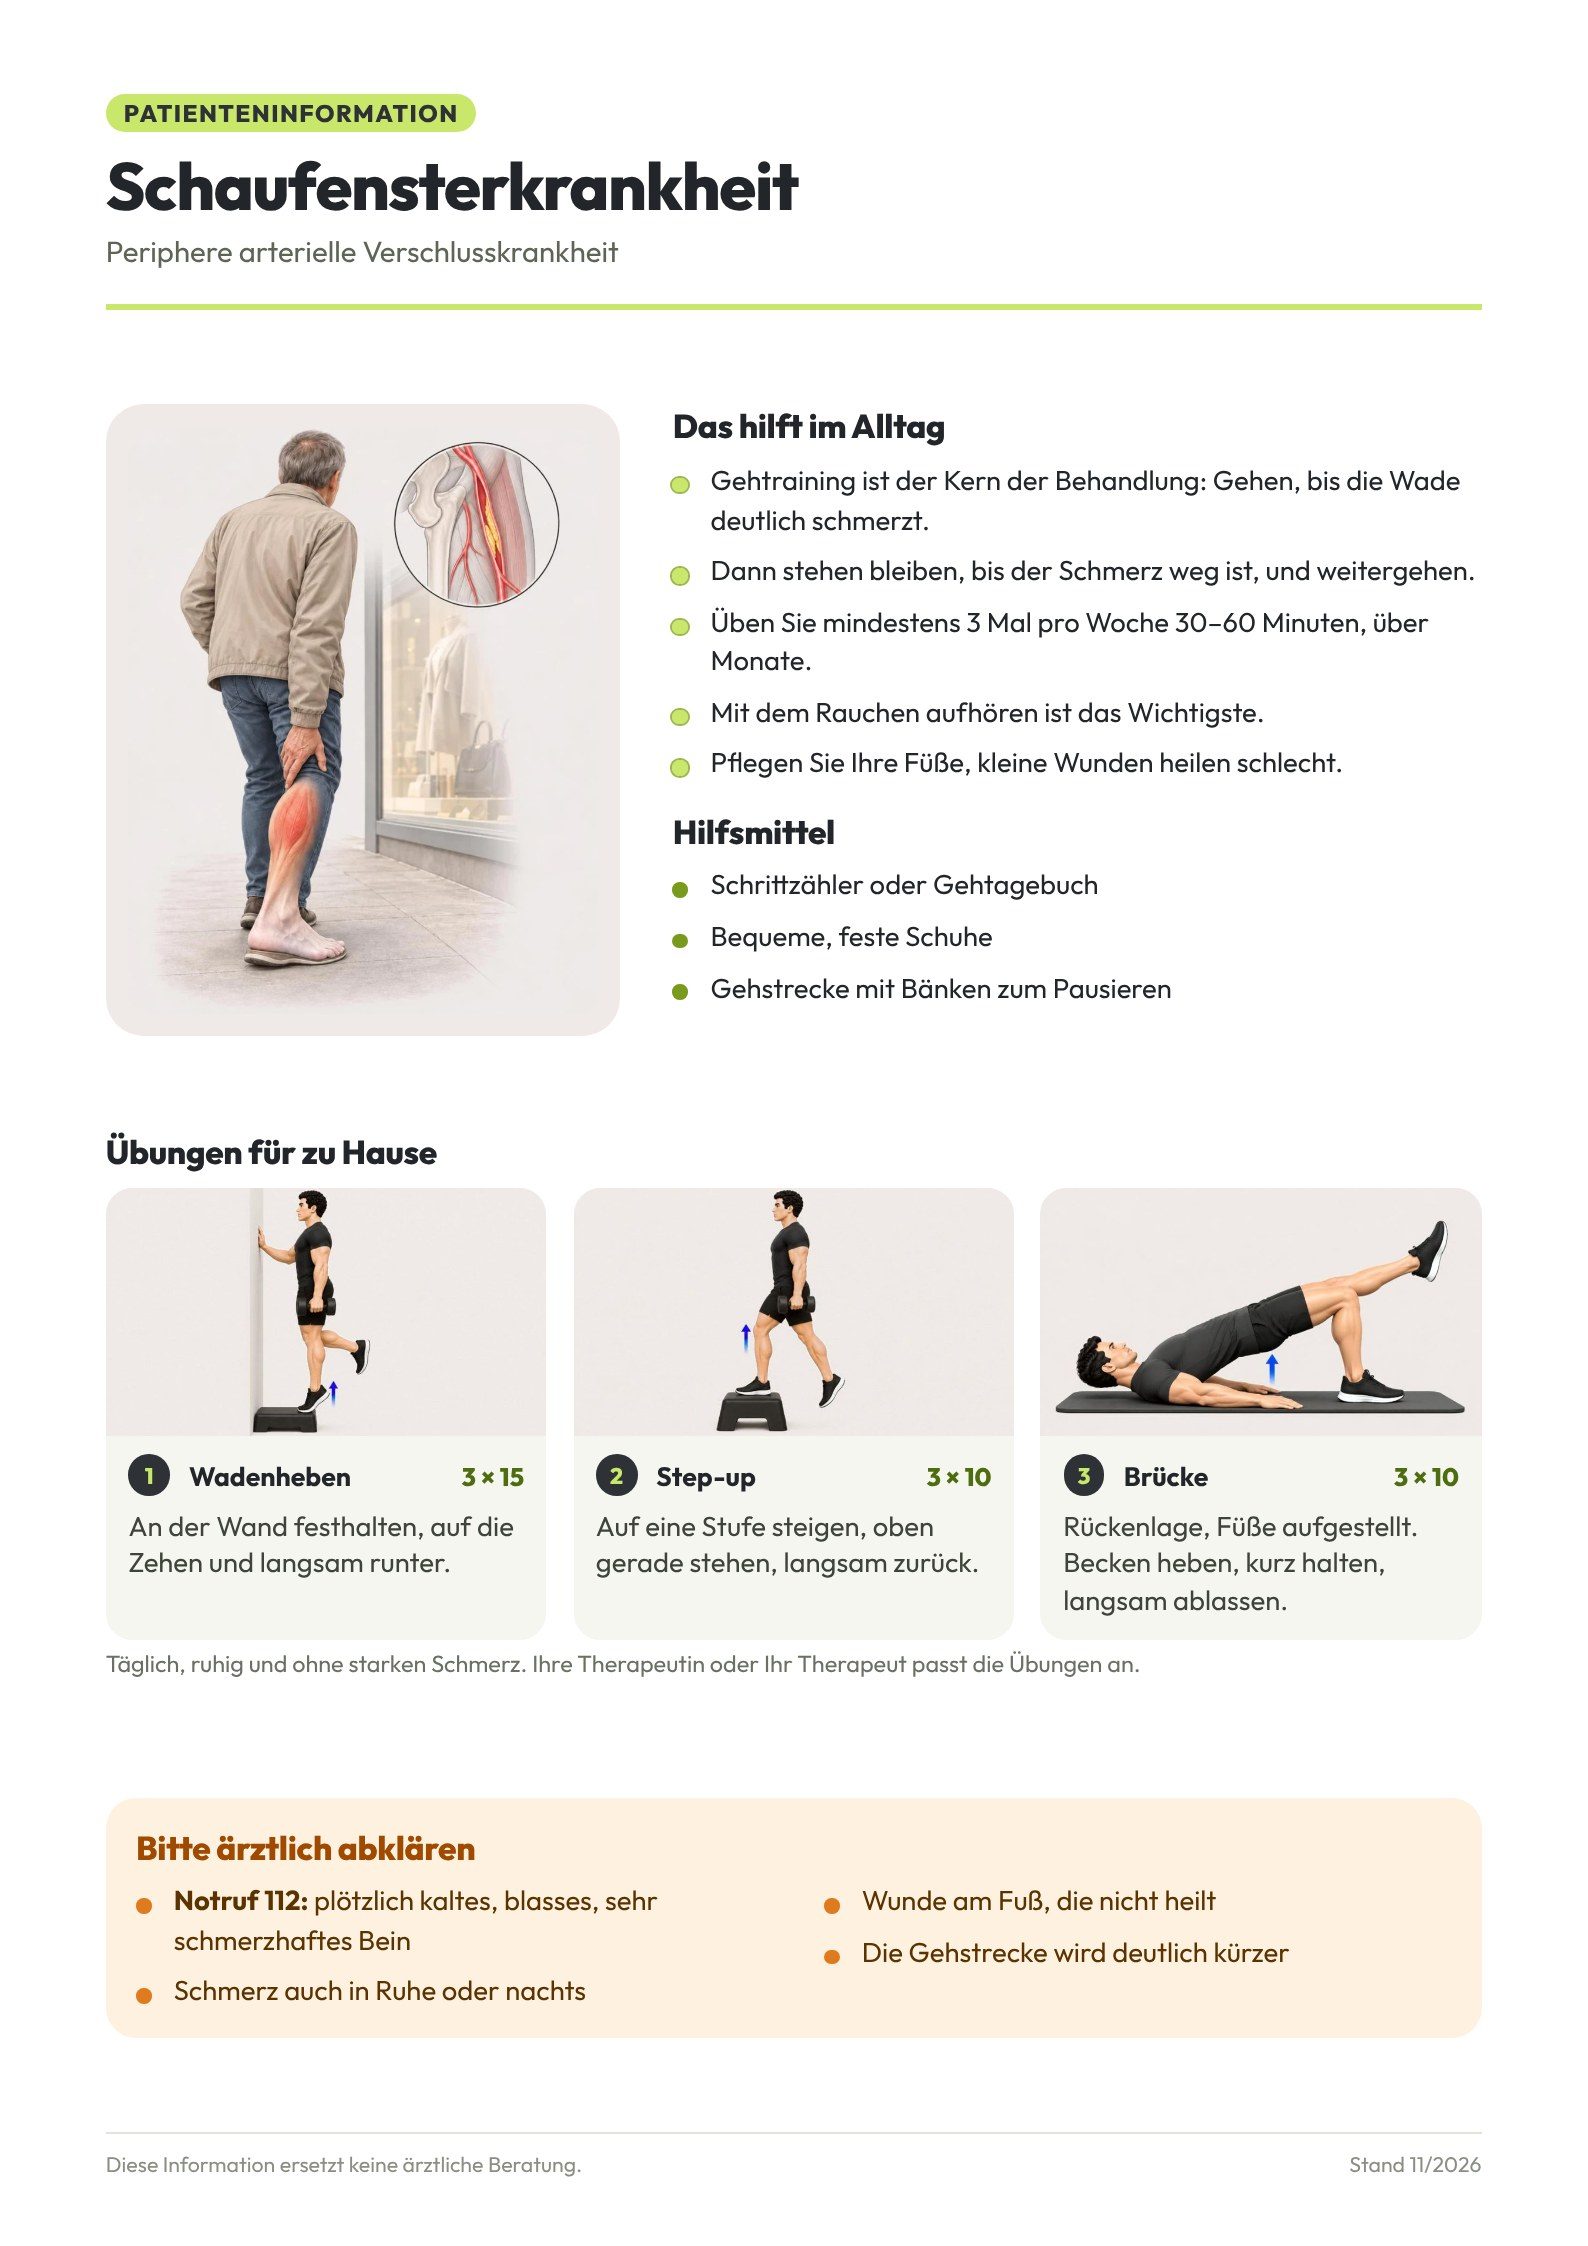 PATIENTENINFORMATION
Schaufensterkrankheit
Periphere arterielle Verschlusskrankheit
Das hilft im Alltag
Gehtraining ist der Kern der Behandlung: Gehen, bis die Wade
deutlich schmerzt.
Dann stehen bleiben, bis der Schmerz weg ist, und weitergehen.
Üben Sie mindestens 3 Mal pro Woche 30–60 Minuten, über
Monate.
Mit dem Rauchen aufhören ist das Wichtigste.
Pflegen Sie Ihre Füße, kleine Wunden heilen schlecht.
Hilfsmittel
Schrittzähler oder Gehtagebuch
Bequeme, feste Schuhe
Gehstrecke mit Bänken zum Pausieren
Übungen für zu Hause
1 Wadenheben 3 × 15
An der Wand festhalten, auf die
Zehen und langsam runter.
2 Step-up 3 × 10
Auf eine Stufe steigen, oben
gerade stehen, langsam zurück.
3 Brücke 3 × 10
Rückenlage, Füße aufgestellt.
Becken heben, kurz halten,
langsam ablassen.
Täglich, ruhig und ohne starken Schmerz. Ihre Therapeutin oder Ihr Therapeut passt die Übungen an.
Bitte ärztlich abklären
Notruf 112: plötzlich kaltes, blasses, sehr
schmerzhaftes Bein
Schmerz auch in Ruhe oder nachts
Wunde am Fuß, die nicht heilt
Die Gehstrecke wird deutlich kürzer
Diese Information ersetzt keine ärztliche Beratung.
Stand 11/2026